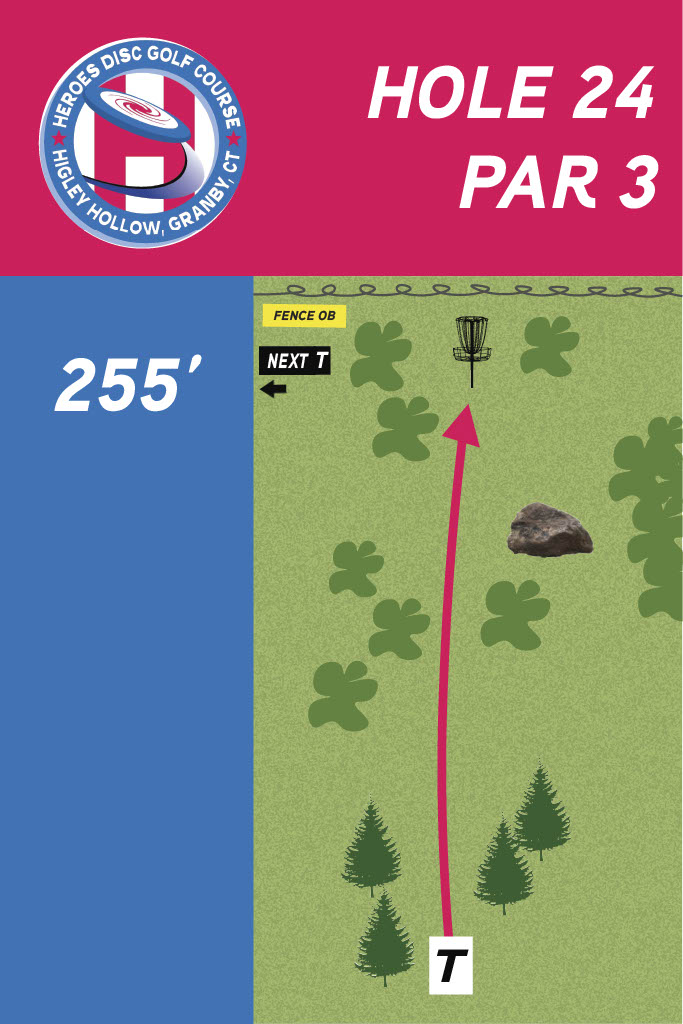 HEROES DISC GOLF COURSE
HIGLEY HOLLOW, GRANBY, CT
H
HOLE 24
PAR 3
255'
FENCE OB
NEXT T
T